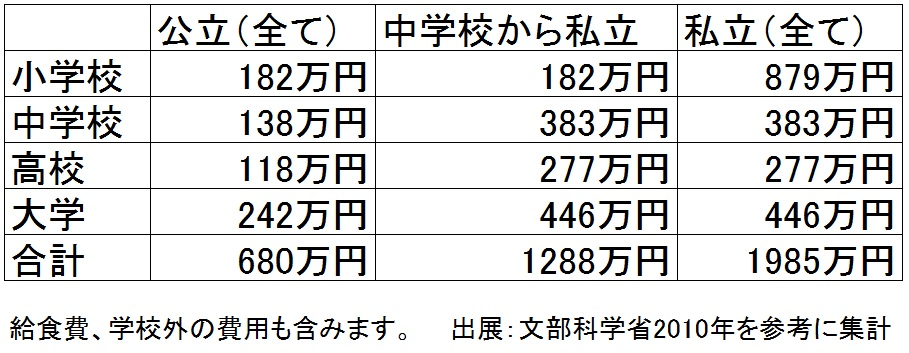 公立（全て） 中学校から私立 私立（全て）
小学校 182万円 182万円 879万円
中学校 138万円 383万円 383万円
高校 118万円 277万円 277万円
大学 242万円 446万円 446万円
合計 680万円 1288万円 1985万円
給食費、学校外の費用も含みます。 出展：文部科学省2010年を参考に集計